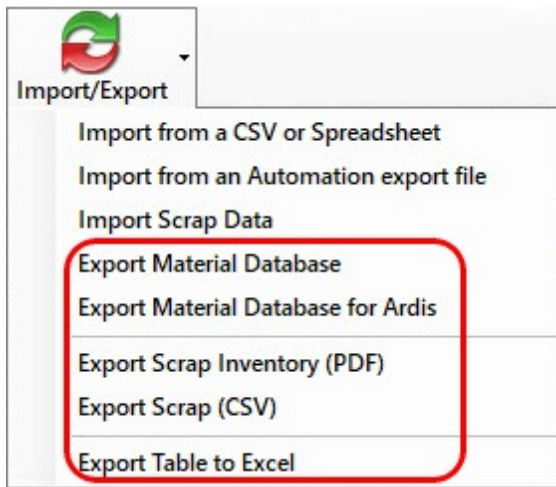 Import/Export
Import from a CSV or Spreadsheet
Import from an Automation export file
Import Scrap Data
Export Material Database
Export Material Database for Ardis
Export Scrap Inventory (PDF)
Export Scrap (CSV)
Export Table to Excel